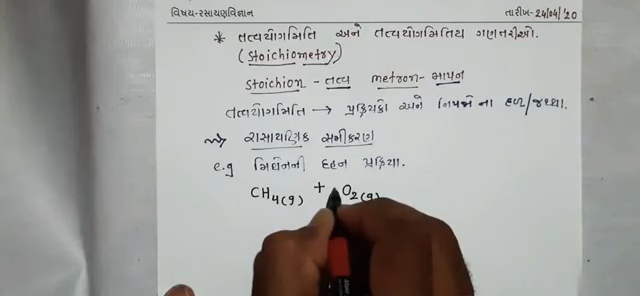 વિષય-રસાયણવિજ્ઞાન તારીખ-24/04/'20
* તત્વયોગમિતિ અને તત્વયોગમિતિય ગણતરીઓ.
(Stoichiometry)
Stoichion - તત્વ metron - માપન
તત્વયોગમિતિ → પ્રક્રિયકો અને નિપજો ના દળ/જથ્થા.
⇝ રાસાયણિક સમીકરણ
e.g મિથેનની દહન પ્રક્રિયા.
CH4(g) + O2(g)